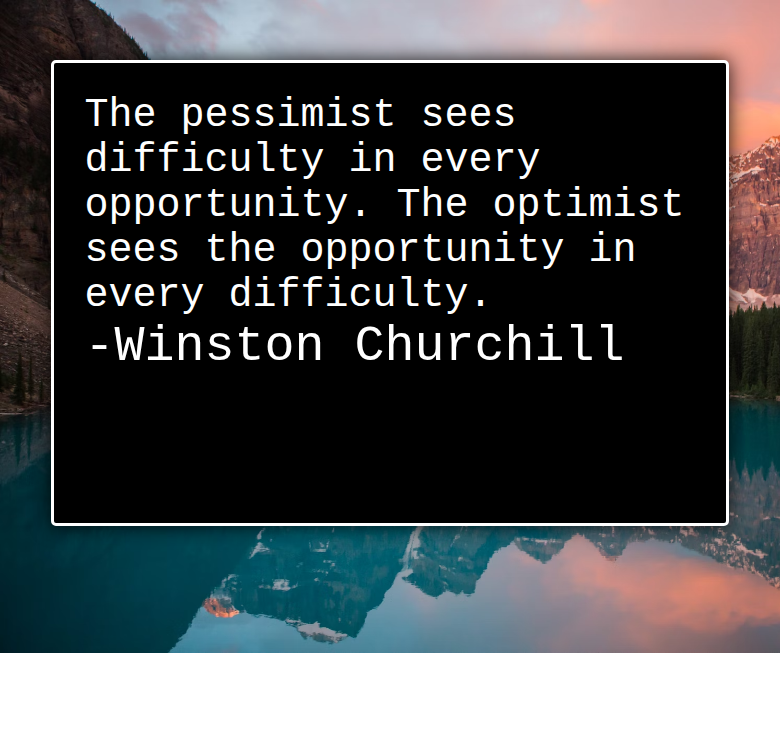 The pessimist sees
difficulty in every
opportunity. The optimist
sees the opportunity in
every difficulty.
-Winston Churchill